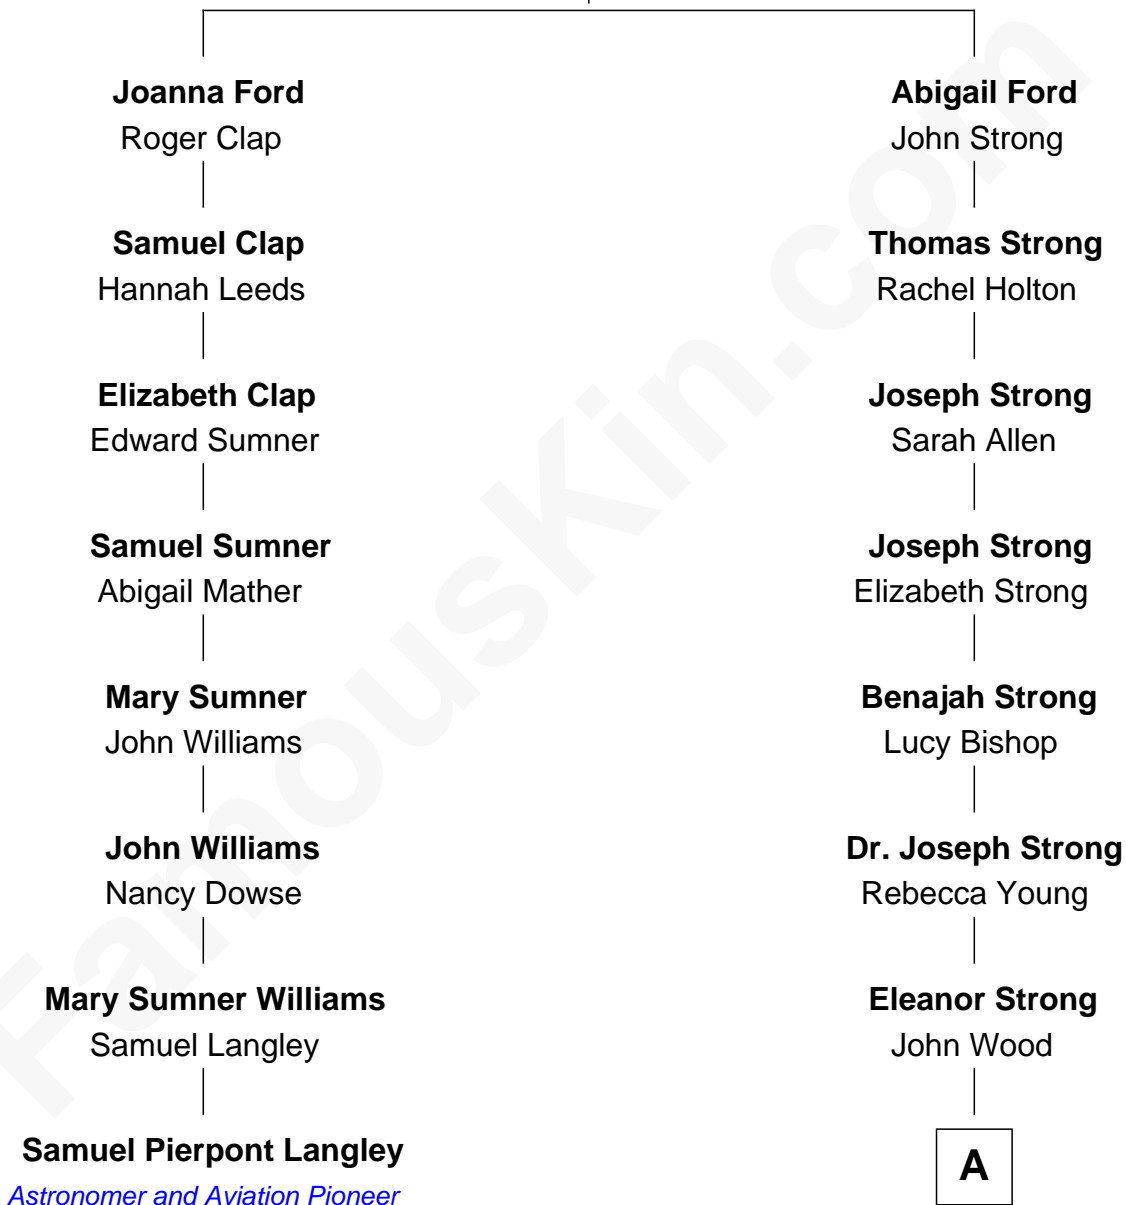 Joanna Ford
Roger Clap
Abigail Ford
John Strong
Samuel Clap
Hannah Leeds
Thomas Strong
Rachel Holton
Elizabeth Clap
Edward Sumner
Joseph Strong
Sarah Allen
Samuel Sumner
Abigail Mather
Joseph Strong
Elizabeth Strong
Mary Sumner
John Williams
Benajah Strong
Lucy Bishop
John Williams
Nancy Dowse
Dr. Joseph Strong
Rebecca Young
Mary Sumner Williams
Samuel Langley
Eleanor Strong
John Wood
Samuel Pierpont Langley
Astronomer and Aviation Pioneer
A
FamousKin.com